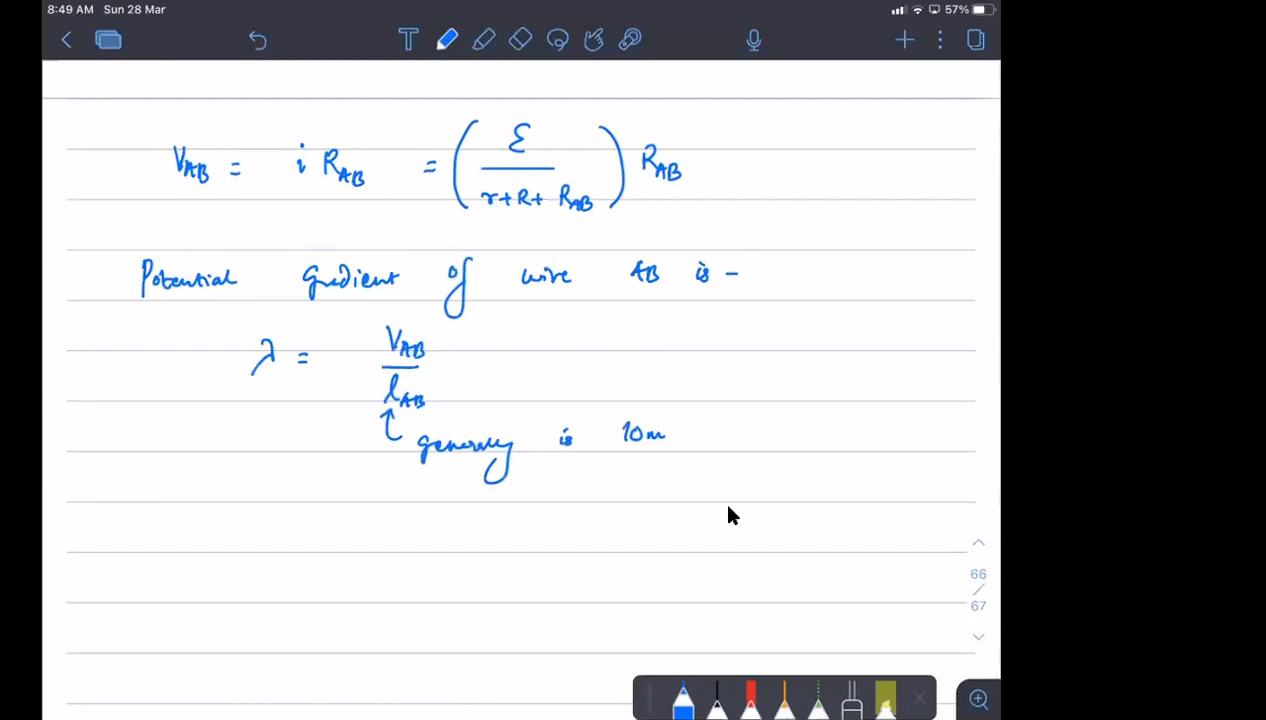 8:49 AM Sun 28 Mar 57%
V_AB = i R_AB = ( ε / (r+R+ R_AB) ) R_AB
Potential gradient of wire AB is -
λ = V_AB / l_AB
generally is 10m
66
/
67